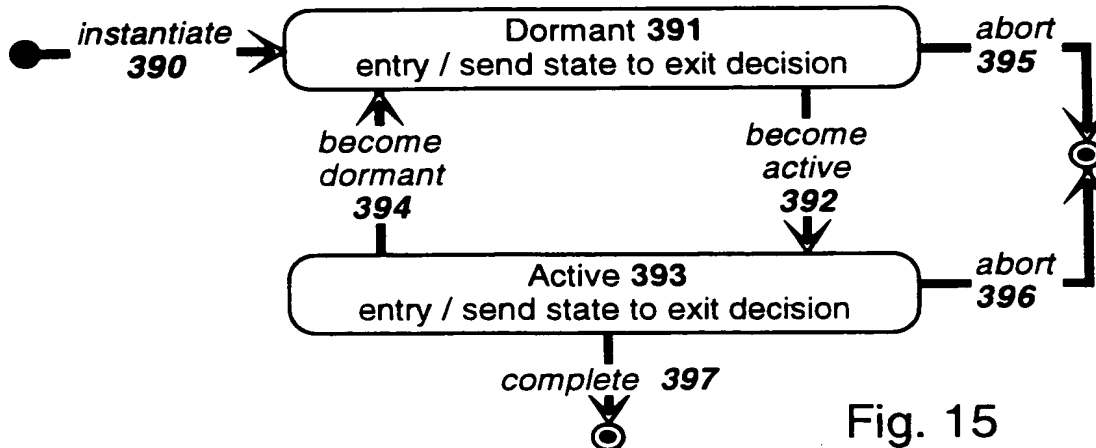 instantiate
390
Dormant 391
entry / send state to exit decision
abort
395
become
dormant
394
become
active
392
Active 393
entry / send state to exit decision
abort
396
complete 397
Fig. 15